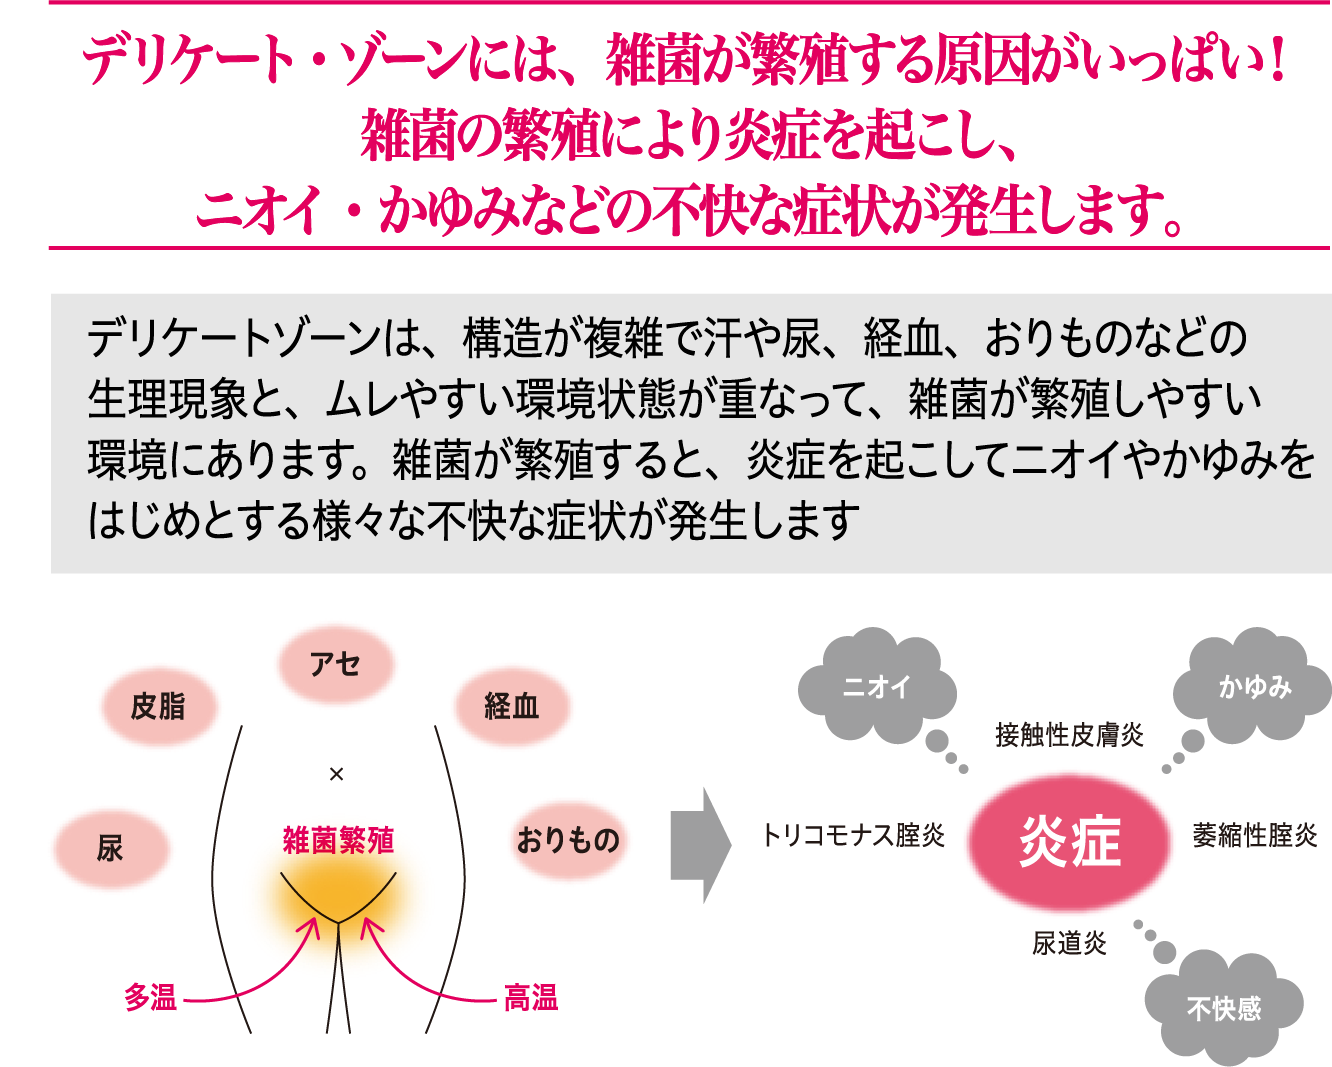 デリケート・ゾーンには、雑菌が繁殖する原因がいっぱい！
雑菌の繁殖により炎症を起こし、
ニオイ・かゆみなどの不快な症状が発生します。
デリケートゾーンは、構造が複雑で汗や尿、経血、おりものなどの
生理現象と、ムレやすい環境状態が重なって、雑菌が繁殖しやすい
環境にあります。雑菌が繁殖すると、炎症を起こしてニオイやかゆみを
はじめとする様々な不快な症状が発生します
アセ
皮脂
経血
×
尿
雑菌繁殖
おりもの
多温
高温
ニオイ
かゆみ
接触性皮膚炎
トリコモナス腟炎
炎症
萎縮性腟炎
尿道炎
不快感